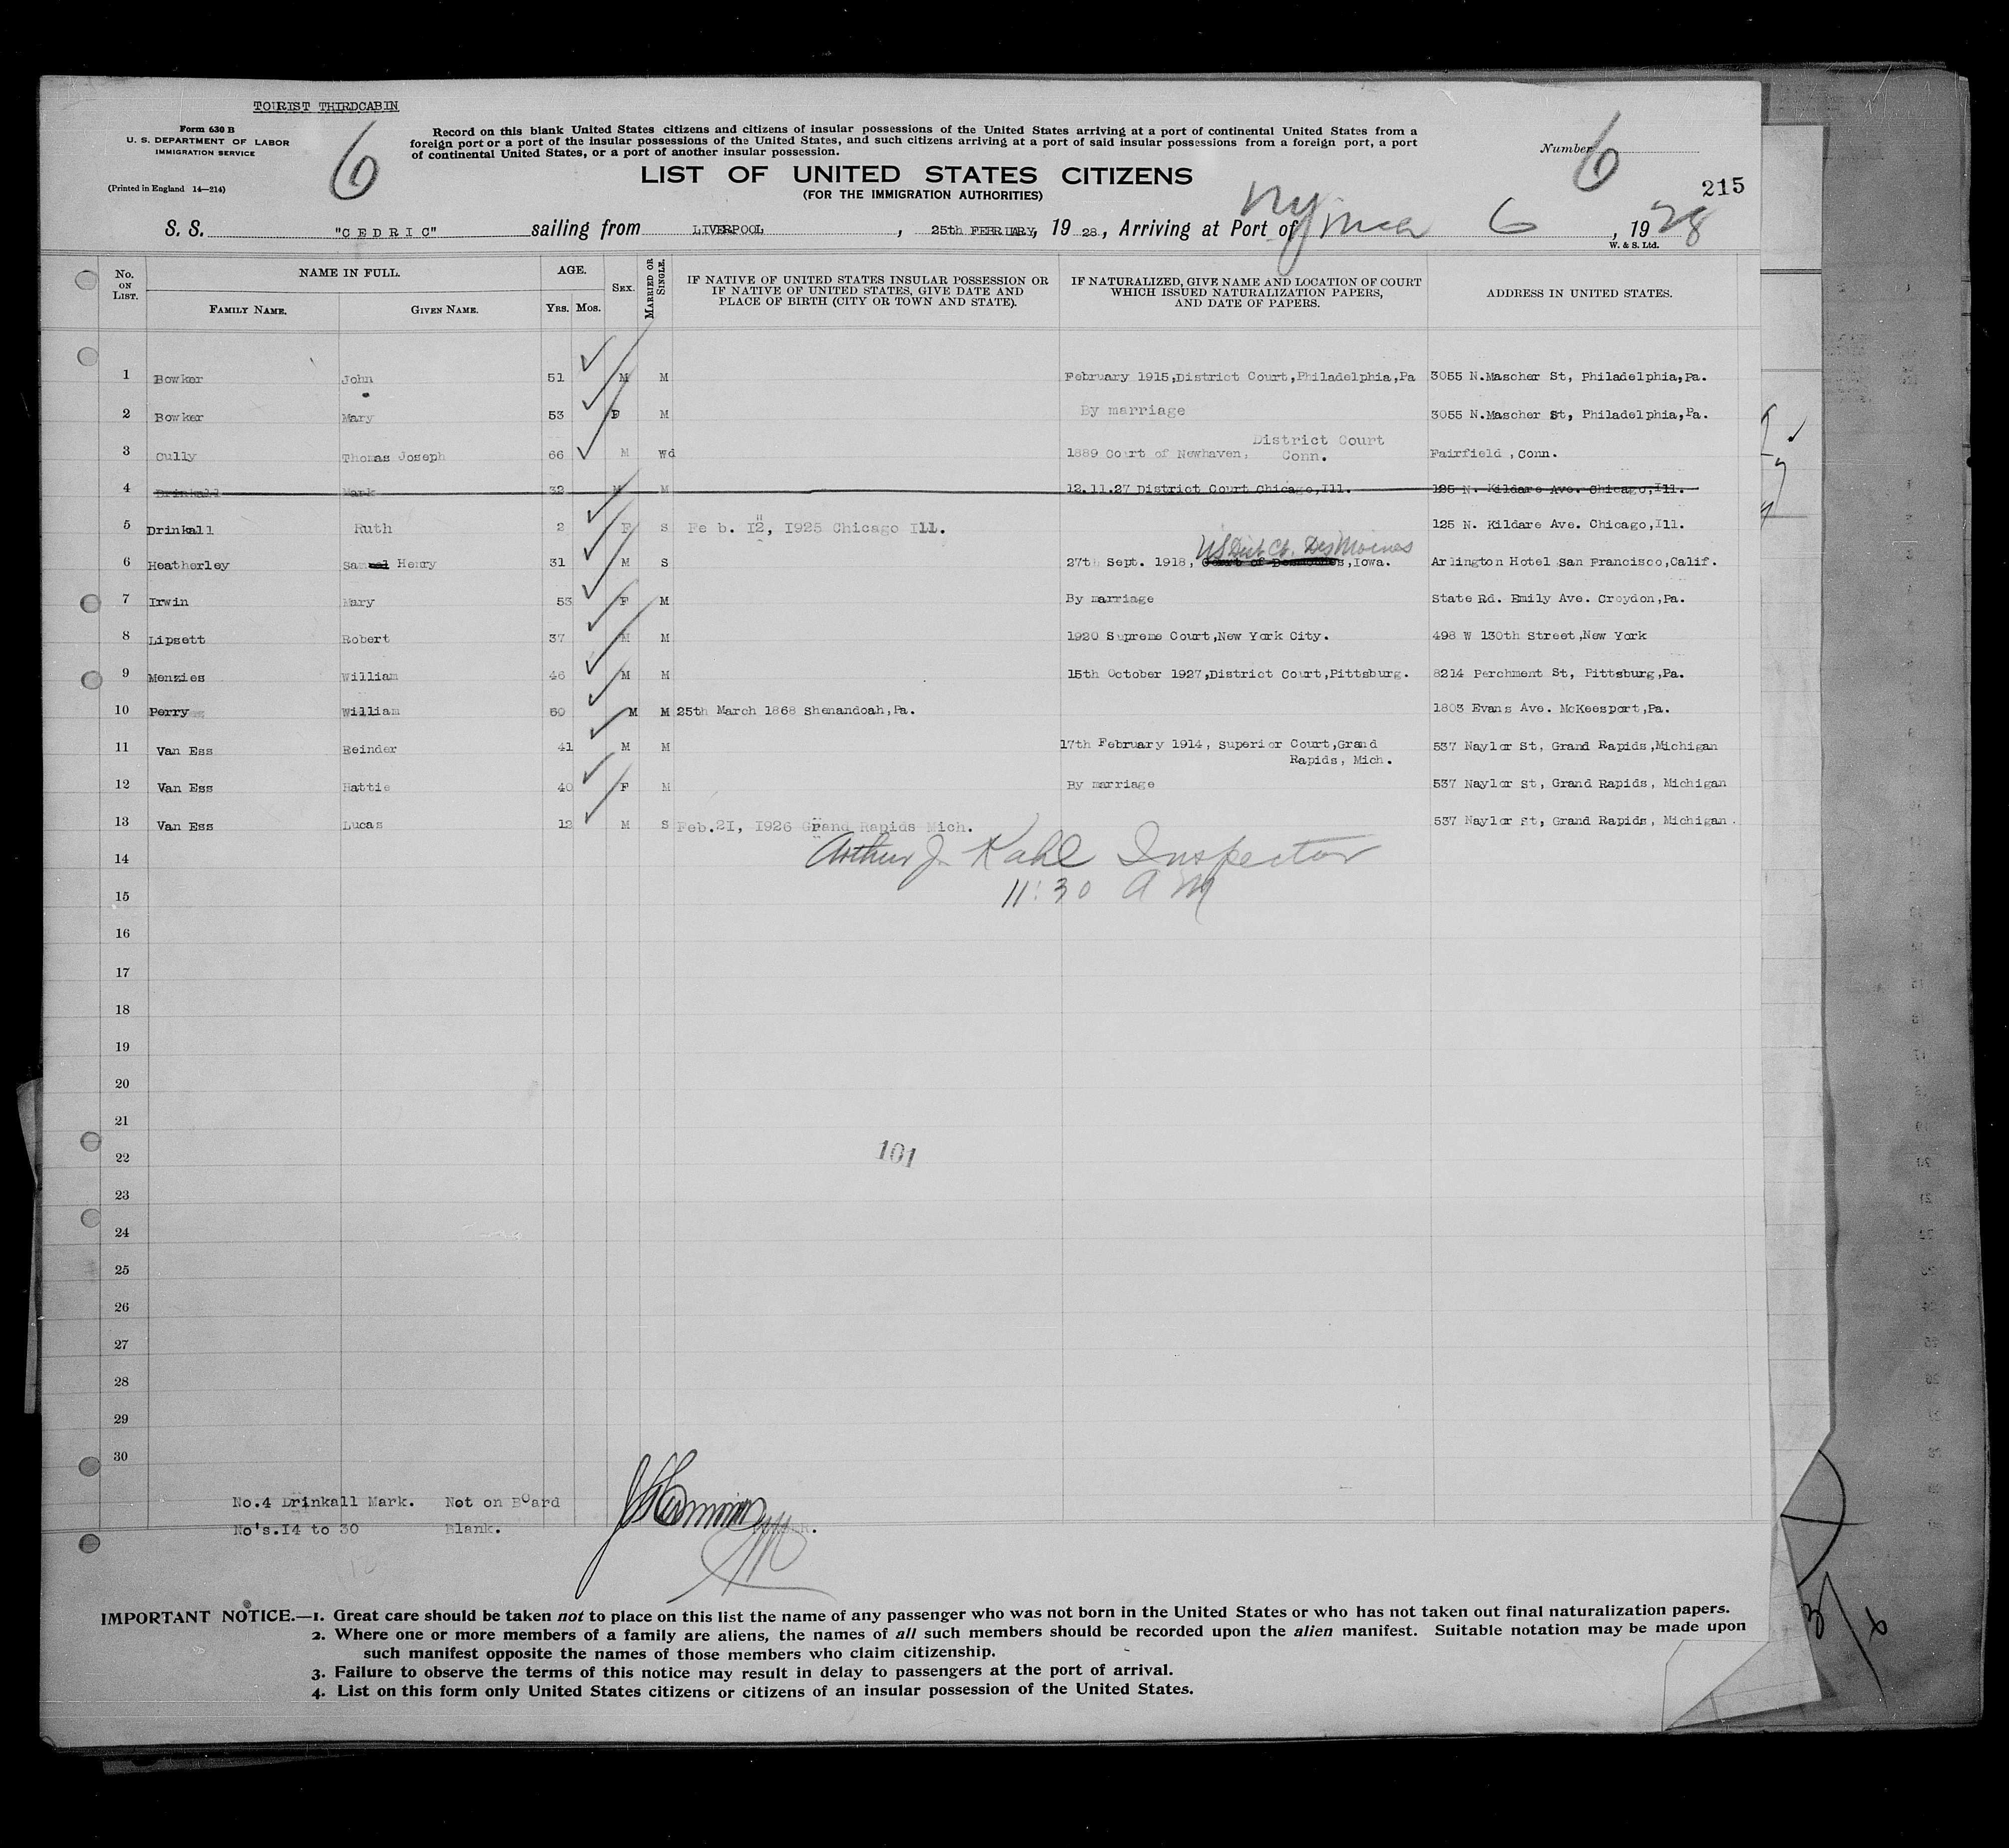 TOURIST THIRDCABIN
Form 630 B
U. S. DEPARTMENT OF LABOR
IMMIGRATION SERVICE
(Printed in England 14—214)
6
Record on this blank United States citizens and citizens of insular possessions of the United States arriving at a port of continental United States from a
foreign port or a port of the insular possessions of the United States, and such citizens arriving at a port of said insular possessions from a foreign port, a port
of continental United States, or a port of another insular possession.
Number 6
215
LIST OF UNITED STATES CITIZENS
(FOR THE IMMIGRATION AUTHORITIES)
S. S. "CEDRIC" sailing from LIVERPOOL, 25th FEBRUARY, 19 28., Arriving at Port of NY Mar 6, 1928
W. & S. Ltd.
No. ON LIST. NAME IN FULL. FAMILY NAME. GIVEN NAME. AGE. YRS. MOS. SEX. MARRIED OR SINGLE. IF NATIVE OF UNITED STATES INSULAR POSSESSION OR IF NATIVE OF UNITED STATES, GIVE DATE AND PLACE OF BIRTH (CITY OR TOWN AND STATE). IF NATURALIZED, GIVE NAME AND LOCATION OF COURT WHICH ISSUED NATURALIZATION PAPERS, AND DATE OF PAPERS. ADDRESS IN UNITED STATES.
1 Bowker John 51 M M February 1915,District Court,Philadelphia,Pa 3055 N.Mascher St, Philadelphia,Pa.
2 Bowker Mary 53 F M By marriage 3055 N.Mascher St, Philadelphia,Pa.
3 Cully Thomas Joseph 66 M Wd 1889 Court of Newhaven, District Court Conn. Fairfield ,Conn.
4 Drinkall Mark 32 M M 12.11.27 District Court Chicago,Ill. 125 N. Kildare Ave. Chicago,Ill.
5 Drinkall Ruth 2 F S Fe b. I2, I925 Chicago Ill. 125 N. Kildare Ave. Chicago,Ill.
US Dist Ct. Des Moines
6 Heatherley Samuel Henry 31 M S 27th Sept. 1918, Court of Desmoines,Iowa. Arlington Hotel San Francisco,Calif.
7 Irwin Mary 53 F M By marriage State Rd. Emily Ave. Croydon,Pa.
8 Lipsett Robert 37 M M 1920 Supreme Court,New York City. 498 W 130th Street,New York
9 Menzies William 46 M M 15th October 1927,District Court,Pittsburg. 8214 Perchment St, Pittsburg,Pa.
10 Perry William 60 M M 25th March 1868 Shenandoah,Pa. 1803 Evans Ave. McKeesport,Pa.
11 Van Ess Reinder 41 M M 17th February 1914, Superior Court,Grand Rapids, Mich. 537 Naylor St, Grand Rapids,Michigan
12 Van Ess Hattie 40 F M By marriage 537 Naylor St, Grand Rapids, Michigan
13 Van Ess Lucas 12 M S Feb.2I, I926 Grand Rapids Mich. 537 Naylor St, Grand Rapids, Michigan.
14 Arthur J. Kahl Inspector
15 11:30 AM
16
17
18
19
20
21
22 101
23
24
25
26
27
28
29
30
No.4 Drinkall Mark. Not on Board
No's.I4 to 30 Blank.
IMPORTANT NOTICE.—1. Great care should be taken not to place on this list the name of any passenger who was not born in the United States or who has not taken out final naturalization papers.
2. Where one or more members of a family are aliens, the names of all such members should be recorded upon the alien manifest. Suitable notation may be made upon
such manifest opposite the names of those members who claim citizenship.
3. Failure to observe the terms of this notice may result in delay to passengers at the port of arrival.
4. List on this form only United States citizens or citizens of an insular possession of the United States.